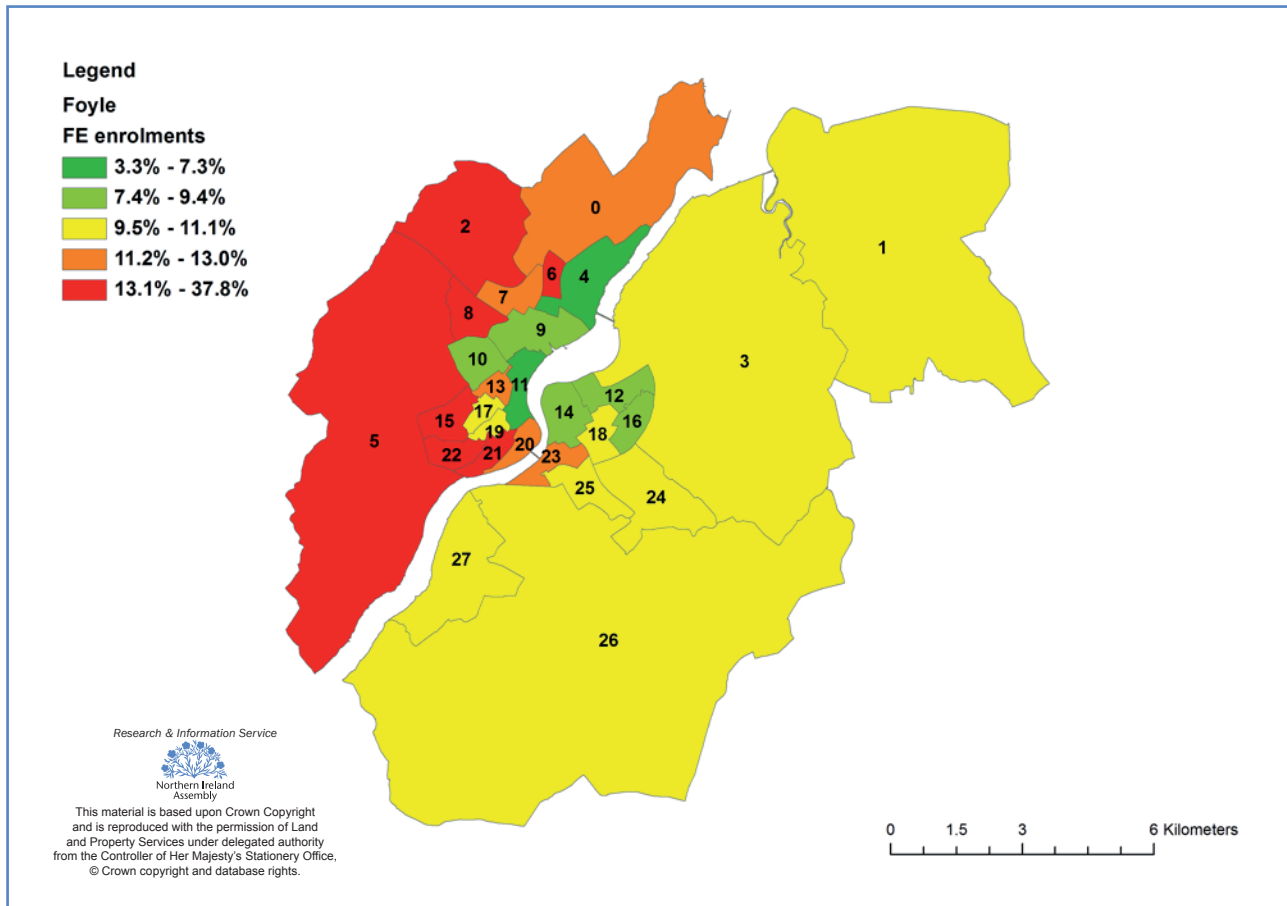 Legend
Foyle
FE enrolments
3.3% - 7.3%
7.4% - 9.4%
9.5% - 11.1%
11.2% - 13.0%
13.1% - 37.8%
0
2
1
6
4
7
8
9
3
10
13
11
12
14
17
16
15
19
18
5
20
22
21
23
25
24
27
26
Research & Information Service
Northern Ireland
Assembly
This material is based upon Crown Copyright
and is reproduced with the permission of Land
and Property Services under delegated authority
from the Controller of Her Majesty's Stationery Office,
© Crown copyright and database rights.
0 1.5 3 6 Kilometers